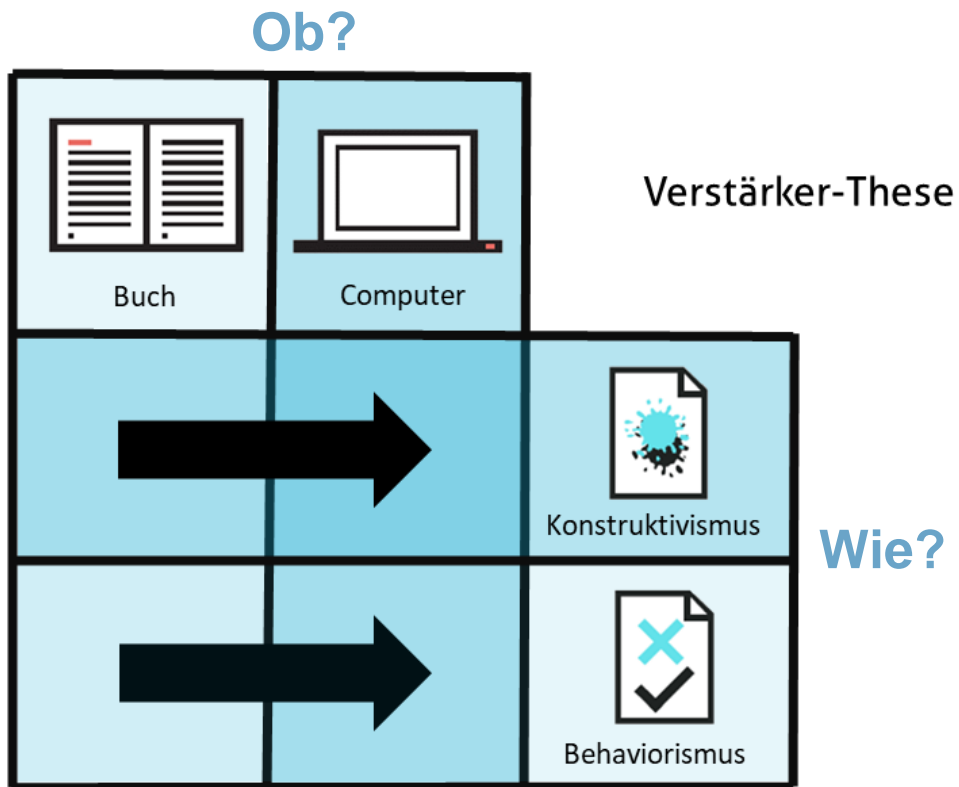 Ob?
Verstärker-These
Buch
Computer
Konstruktivismus
Wie?
Behaviorismus